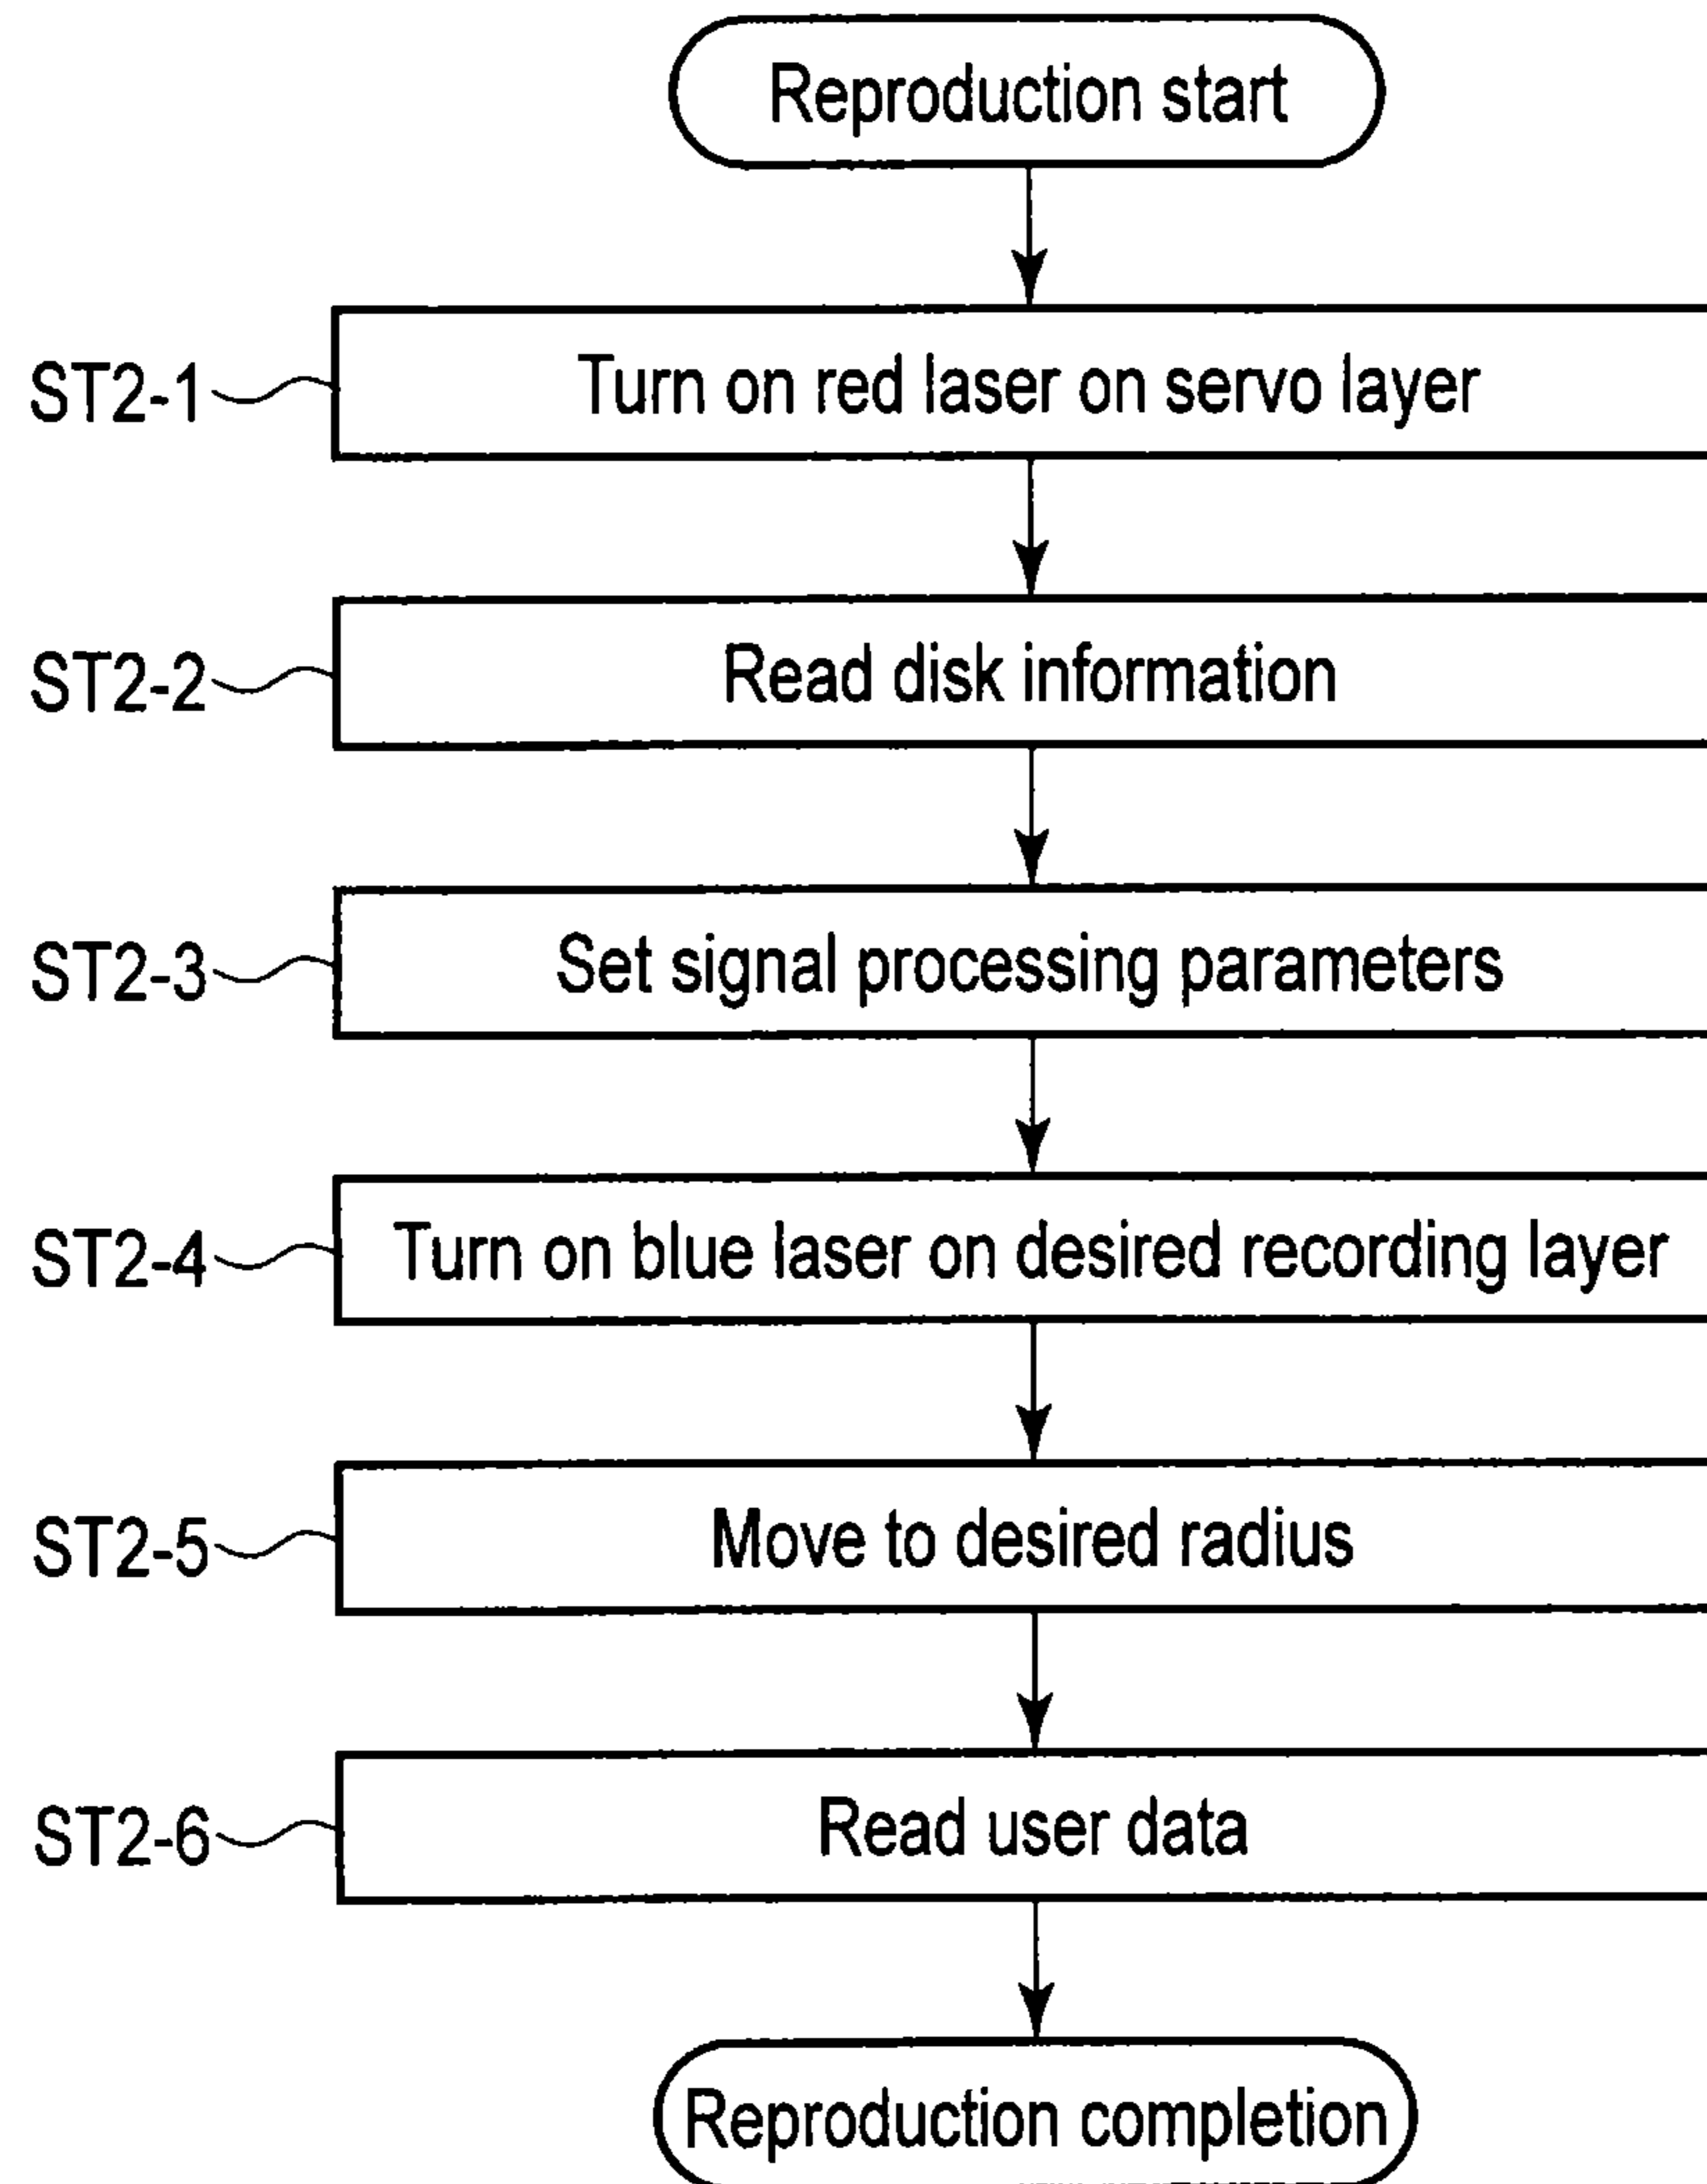 Reproduction start
ST2-1 Turn on red laser on servo layer
ST2-2 Read disk information
ST2-3 Set signal processing parameters
ST2-4 Turn on blue laser on desired recording layer
ST2-5 Move to desired radius
ST2-6 Read user data
Reproduction completion